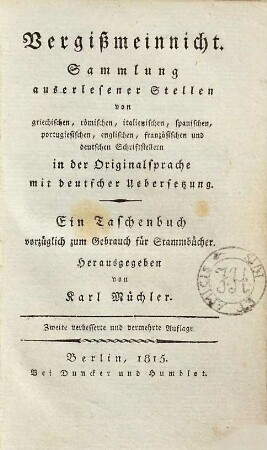 Vergißmeinnicht.
Sammlung
auserlesener Stellen
von
griechischen, römischen, italienischen, spanischen,
portugiesischen, englischen, französischen und
deutschen Schriftstellern
in der Originalsprache
mit deutscher Uebersetzung.
Ein Taschenbuch
vorzüglich zum Gebrauch für Stammbücher.
Herausgegeben
von
Karl Müchler.
Zweite verbesserte und vermehrte Auflage.
Berlin, 1815.
Bei Duncker und Humblot.